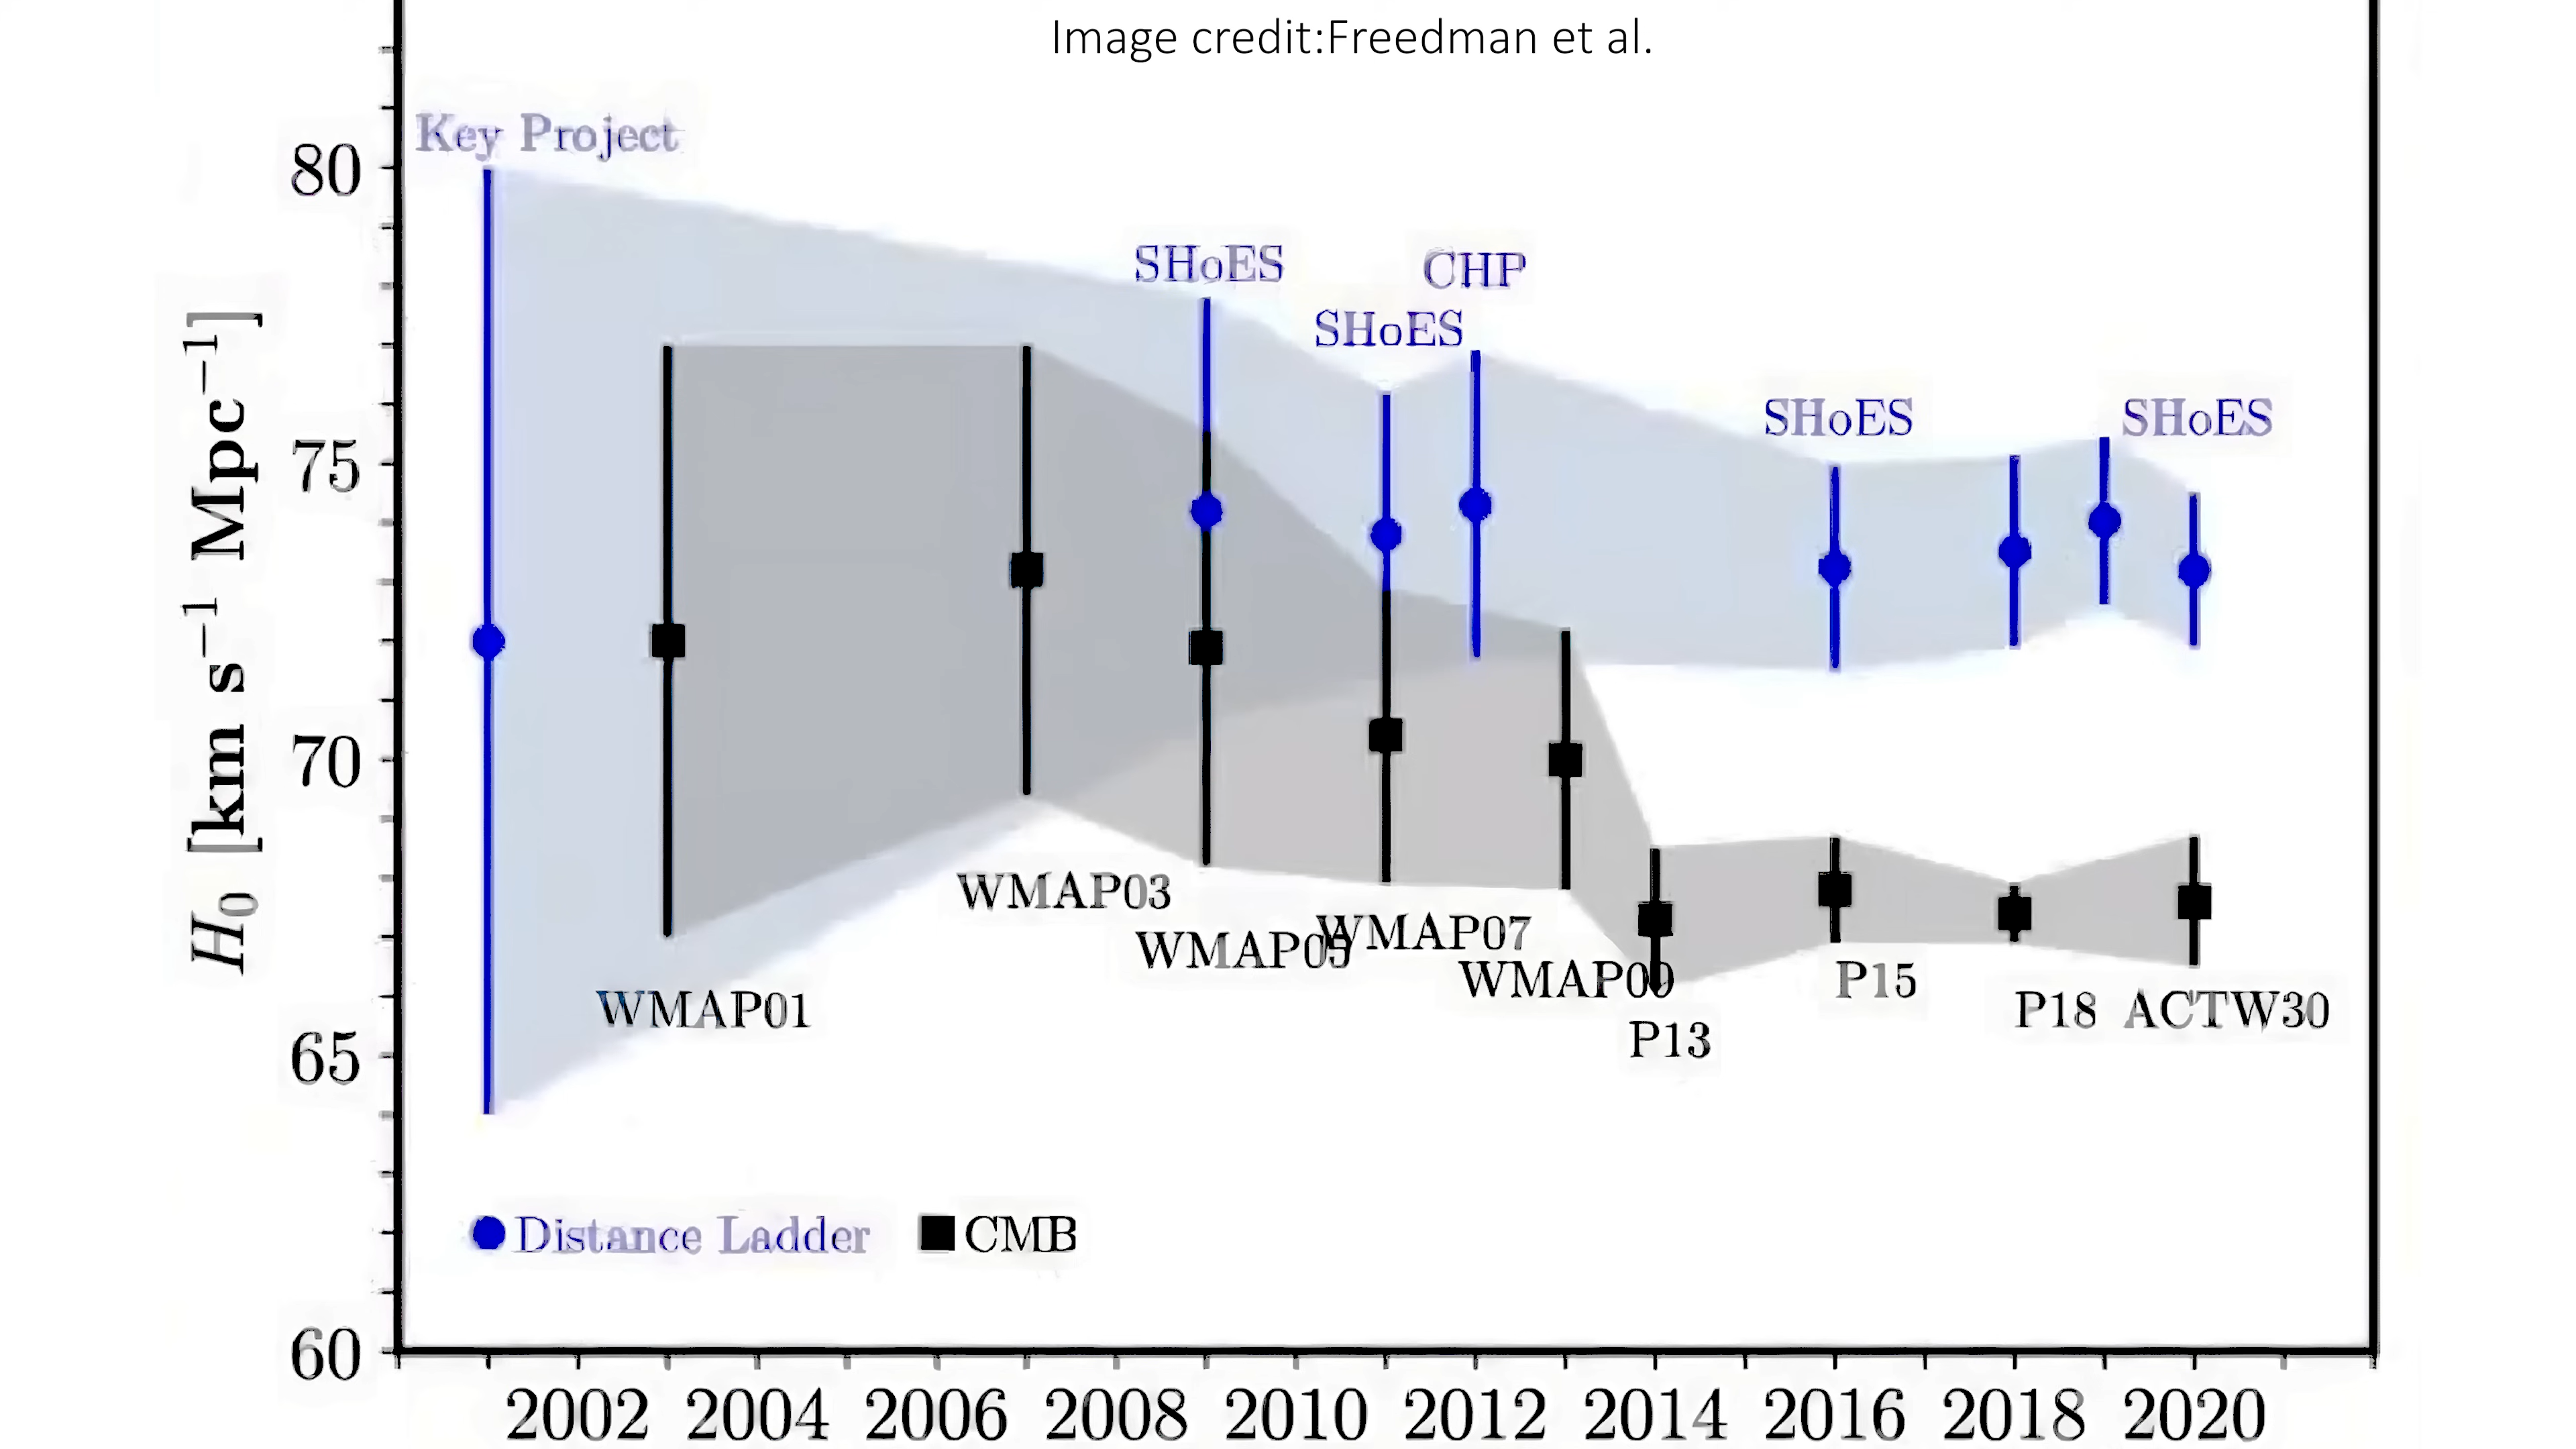 Image credit:Freedman et al.
Key Project
80
SHoES
CHP
SHoES
SHoES
SHoES
75
H0 [km s−1 Mpc−1]
70
WMAP03
WMAP07
WMAP05
WMAP09
P15
WMAP01
P18
ACTW30
P13
65
Distance Ladder
CMB
60
2002 2004 2006 2008 2010 2012 2014 2016 2018 2020